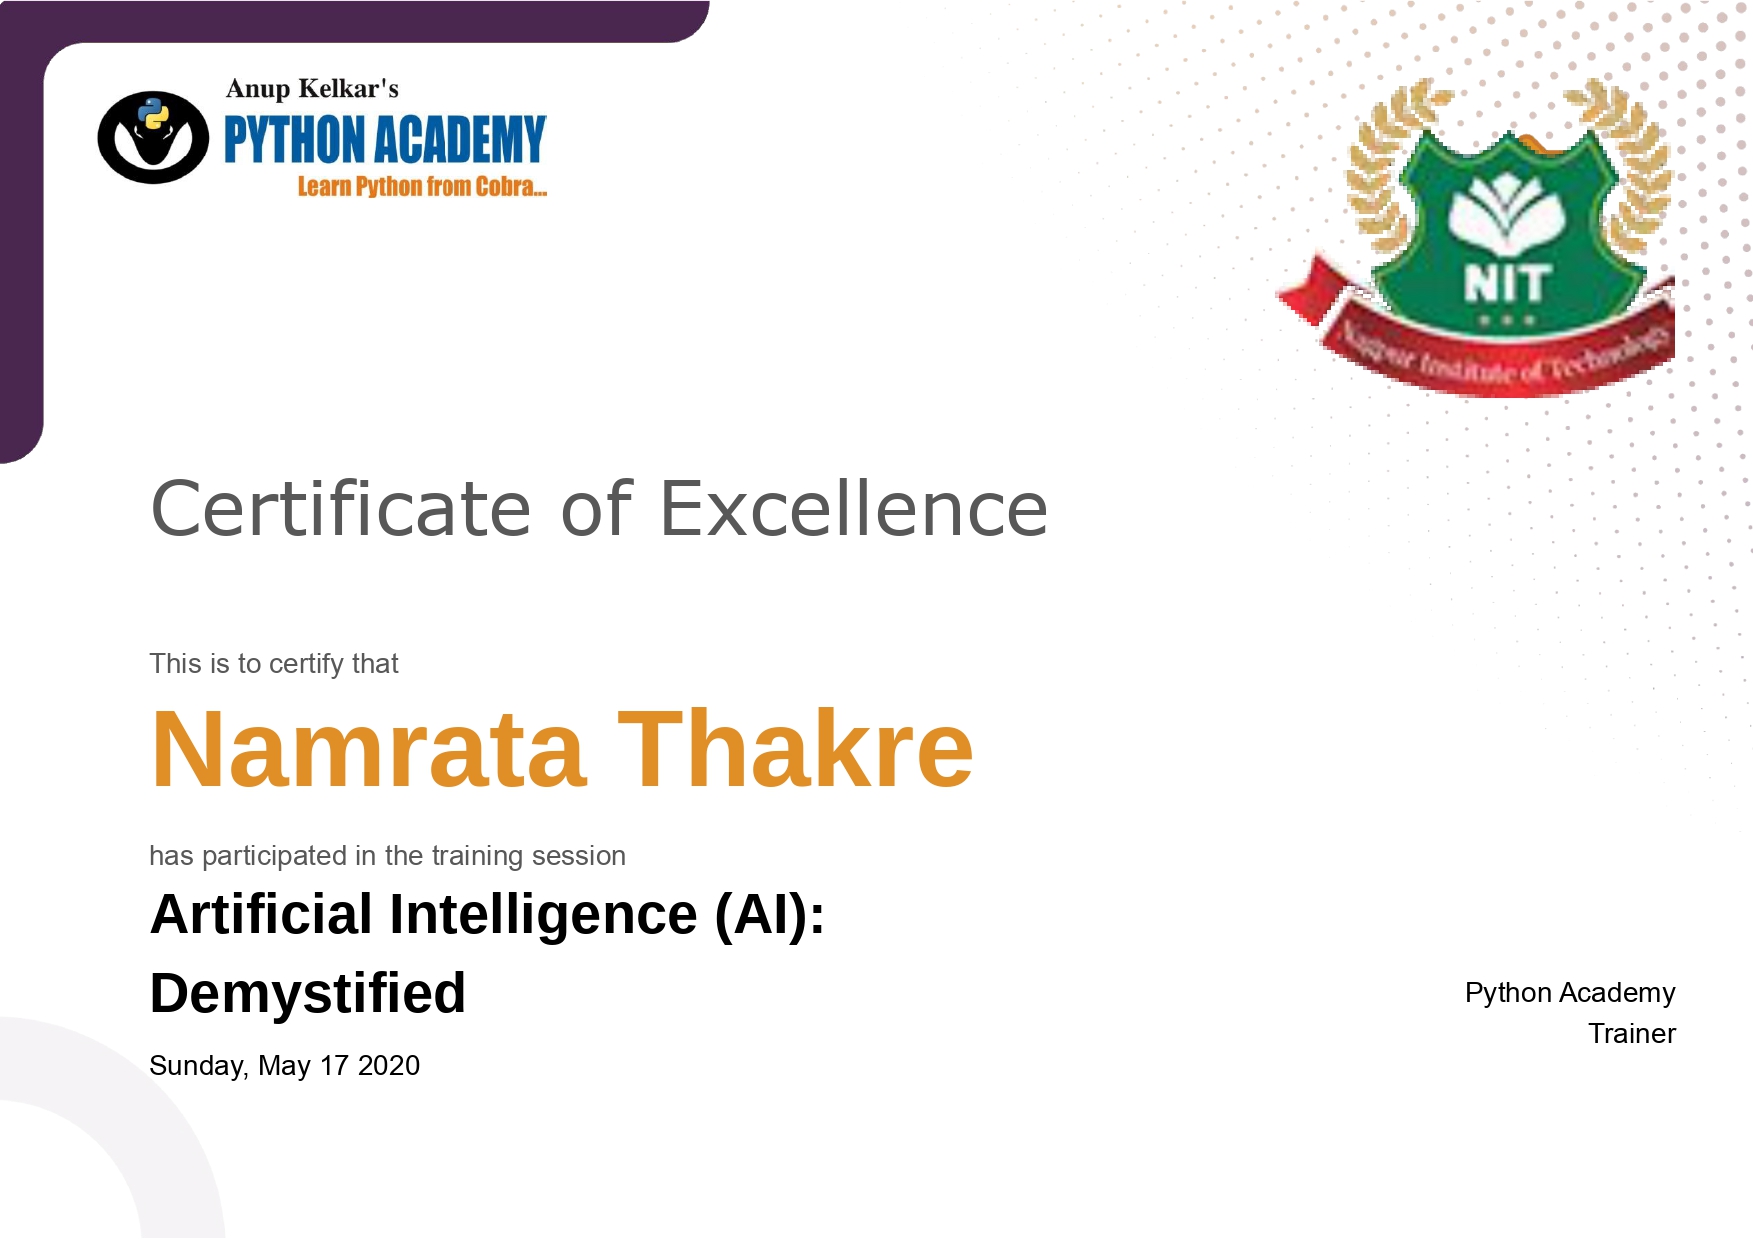 Anup Kelkar's
PYTHON ACADEMY
Learn Python from Cobra...
NIT
Nagpur Institute of Technology
Certificate of Excellence
This is to certify that
Namrata Thakre
has participated in the training session
Artificial Intelligence (AI):
Demystified
Sunday, May 17 2020
Python Academy
Trainer